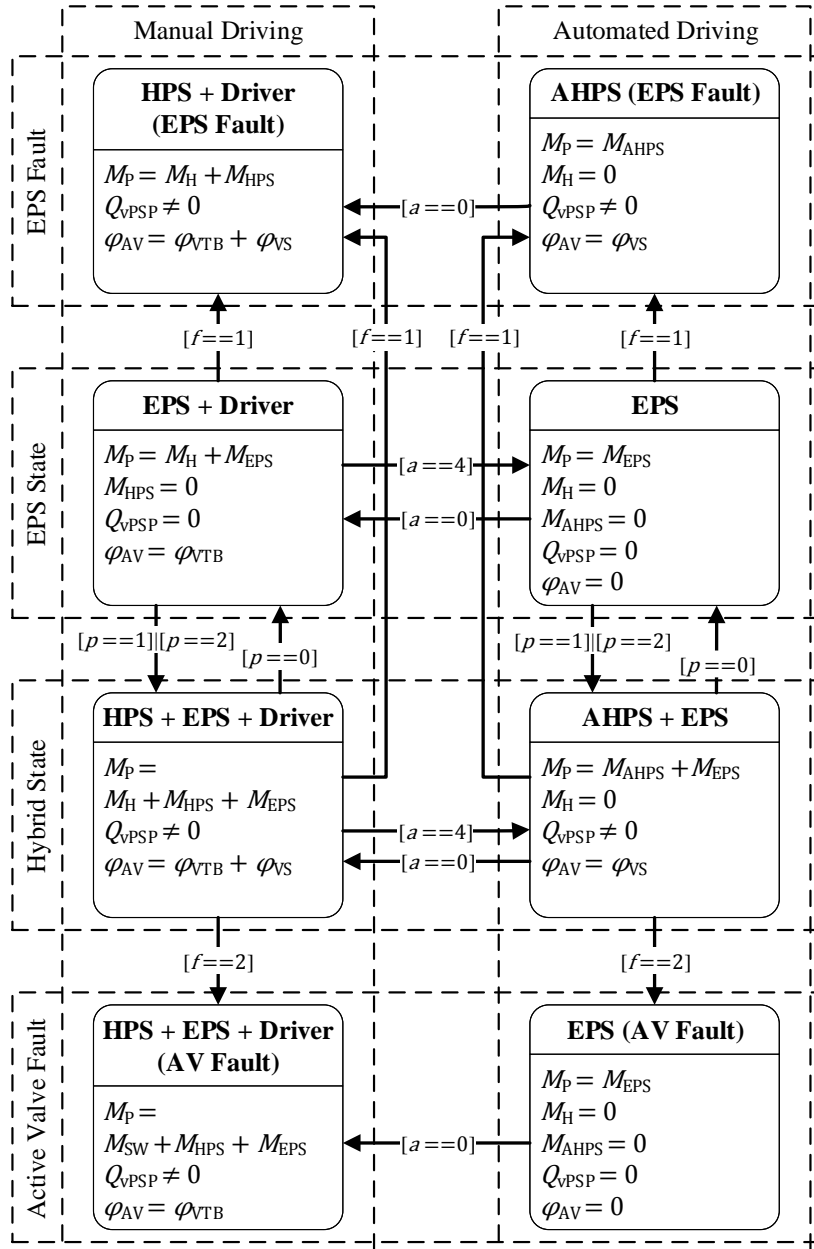 Manual Driving
Automated Driving
EPS Fault
HPS + Driver
(EPS Fault)
M_P = M_H + M_HPS
Q_vPSP ≠ 0
φ_AV = φ_VTB + φ_VS
AHPS (EPS Fault)
M_P = M_AHPS
M_H = 0
Q_vPSP ≠ 0
φ_AV = φ_VS
[a==0]
[f==1]
[f==1]
[f==1]
[f==1]
EPS State
EPS + Driver
M_P = M_H + M_EPS
M_HPS = 0
Q_vPSP = 0
φ_AV = φ_VTB
EPS
M_P = M_EPS
M_H = 0
M_AHPS = 0
Q_vPSP = 0
φ_AV = 0
[a==4]
[a==0]
[p==1]|[p==2]
[p==0]
[p==1]|[p==2]
[p==0]
Hybrid State
HPS + EPS + Driver
M_P =
M_H + M_HPS + M_EPS
Q_vPSP ≠ 0
φ_AV = φ_VTB + φ_VS
AHPS + EPS
M_P = M_AHPS + M_EPS
M_H = 0
Q_vPSP ≠ 0
φ_AV = φ_VS
[a==4]
[a==0]
[f==2]
[f==2]
Active Valve Fault
HPS + EPS + Driver
(AV Fault)
M_P =
M_SW + M_HPS + M_EPS
Q_vPSP ≠ 0
φ_AV = φ_VTB
EPS (AV Fault)
M_P = M_EPS
M_H = 0
M_AHPS = 0
Q_vPSP = 0
φ_AV = 0
[a==0]